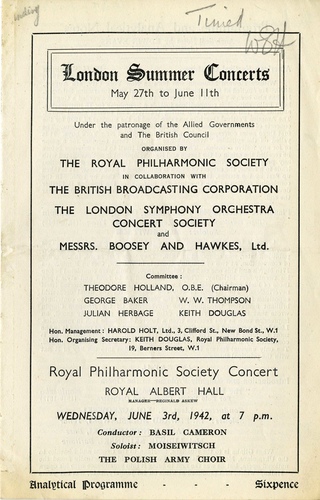 Timed
London Summer Concerts
May 27th to June 11th
Under the patronage of the Allied Governments
and The British Council
ORGANISED BY
THE ROYAL PHILHARMONIC SOCIETY
IN COLLABORATION WITH
THE BRITISH BROADCASTING CORPORATION
THE LONDON SYMPHONY ORCHESTRA
CONCERT SOCIETY
and
MESSRS. BOOSEY AND HAWKES, Ltd.
Committee :
THEODORE HOLLAND, O.B.E. (Chairman)
GEORGE BAKER W. W. THOMPSON
JULIAN HERBAGE KEITH DOUGLAS
Hon. Management : HAROLD HOLT, Ltd., 3, Clifford St., New Bond St., W.1
Hon. Organising Secretary: KEITH DOUGLAS, Royal Philharmonic Society,
19, Berners Street, W.1
Royal Philharmonic Society Concert
ROYAL ALBERT HALL
MANAGER—REGINALD ASKEW
WEDNESDAY, JUNE 3rd, 1942, at 7 p.m.
Conductor : BASIL CAMERON
Soloist : MOISEIWITSCH
THE POLISH ARMY CHOIR
Analytical Programme - - - Sixpence